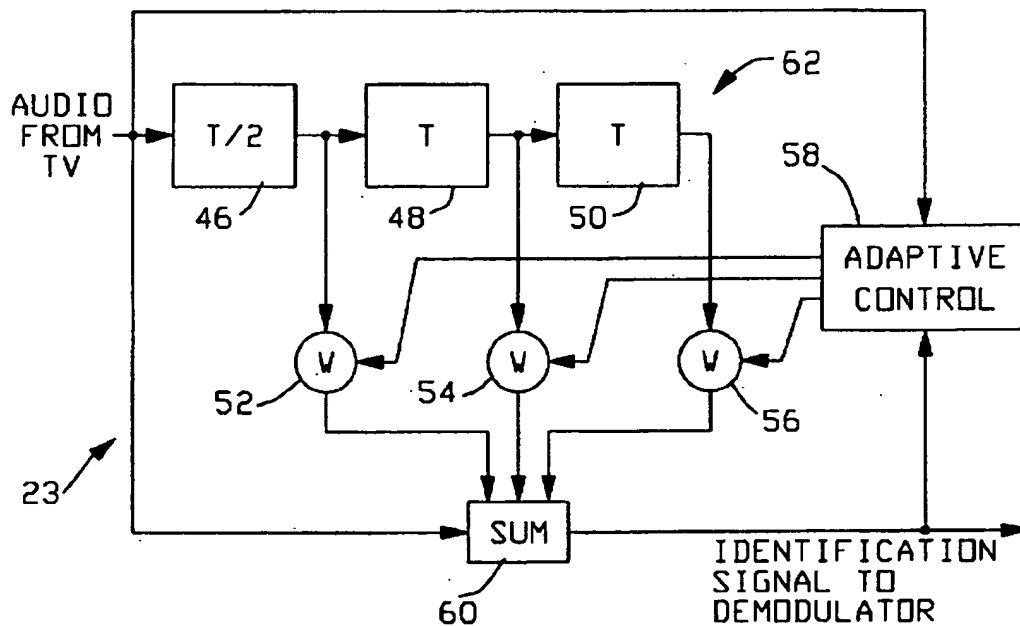 62
AUDIO
FROM
TV
T/2
T
T
46
48
50
58
ADAPTIVE
CONTROL
W
W
W
52
54
56
23
SUM
60
IDENTIFICATION
SIGNAL TO
DEMODULATOR